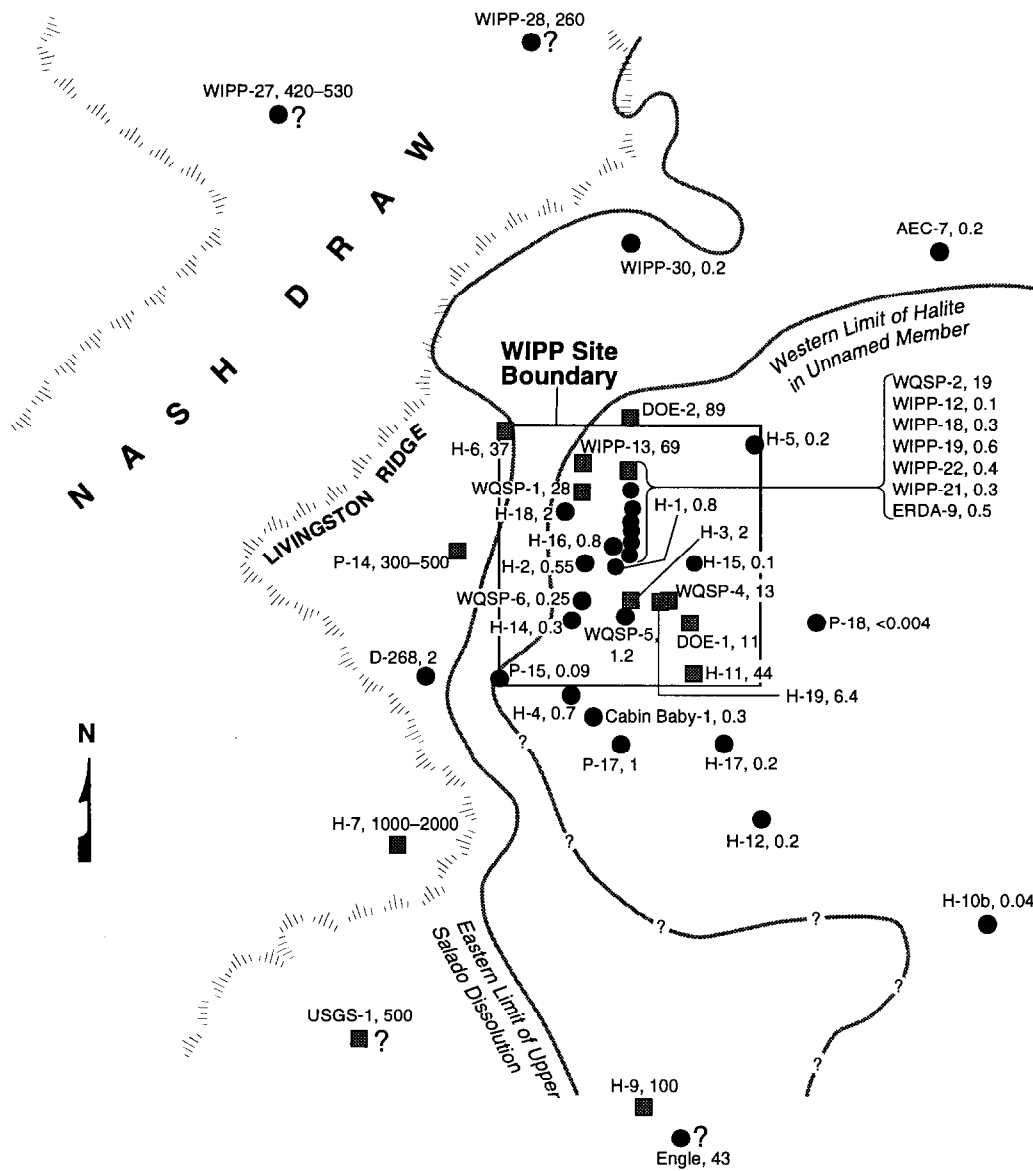 WIPP-28, 260
?
WIPP-27, 420–530
?
NASH DRAW
AEC-7, 0.2
WIPP-30, 0.2
Western Limit of Halite
in Unnamed Member
WIPP Site
Boundary
WQSP-2, 19
WIPP-12, 0.1
WIPP-18, 0.3
WIPP-19, 0.6
WIPP-22, 0.4
WIPP-21, 0.3
ERDA-9, 0.5
DOE-2, 89
H-6, 37
WIPP-13, 69
H-5, 0.2
LIVINGSTON RIDGE
WQSP-1, 28
H-18, 2
H-1, 0.8
H-16, 0.8
H-3, 2
P-14, 300–500
H-2, 0.55
H-15, 0.1
WQSP-6, 0.25
WQSP-4, 13
H-14, 0.3
WQSP-5,
1.2
DOE-1, 11
P-18, <0.004
D-268, 2
P-15, 0.09
H-11, 44
H-19, 6.4
H-4, 0.7
Cabin Baby-1, 0.3
N
?
P-17, 1
H-17, 0.2
H-7, 1000–2000
?
H-12, 0.2
H-10b, 0.04
?
?
Eastern Limit of Upper
Salado Dissolution
?
USGS-1, 500
?
?
H-9, 100
?
Engle, 43